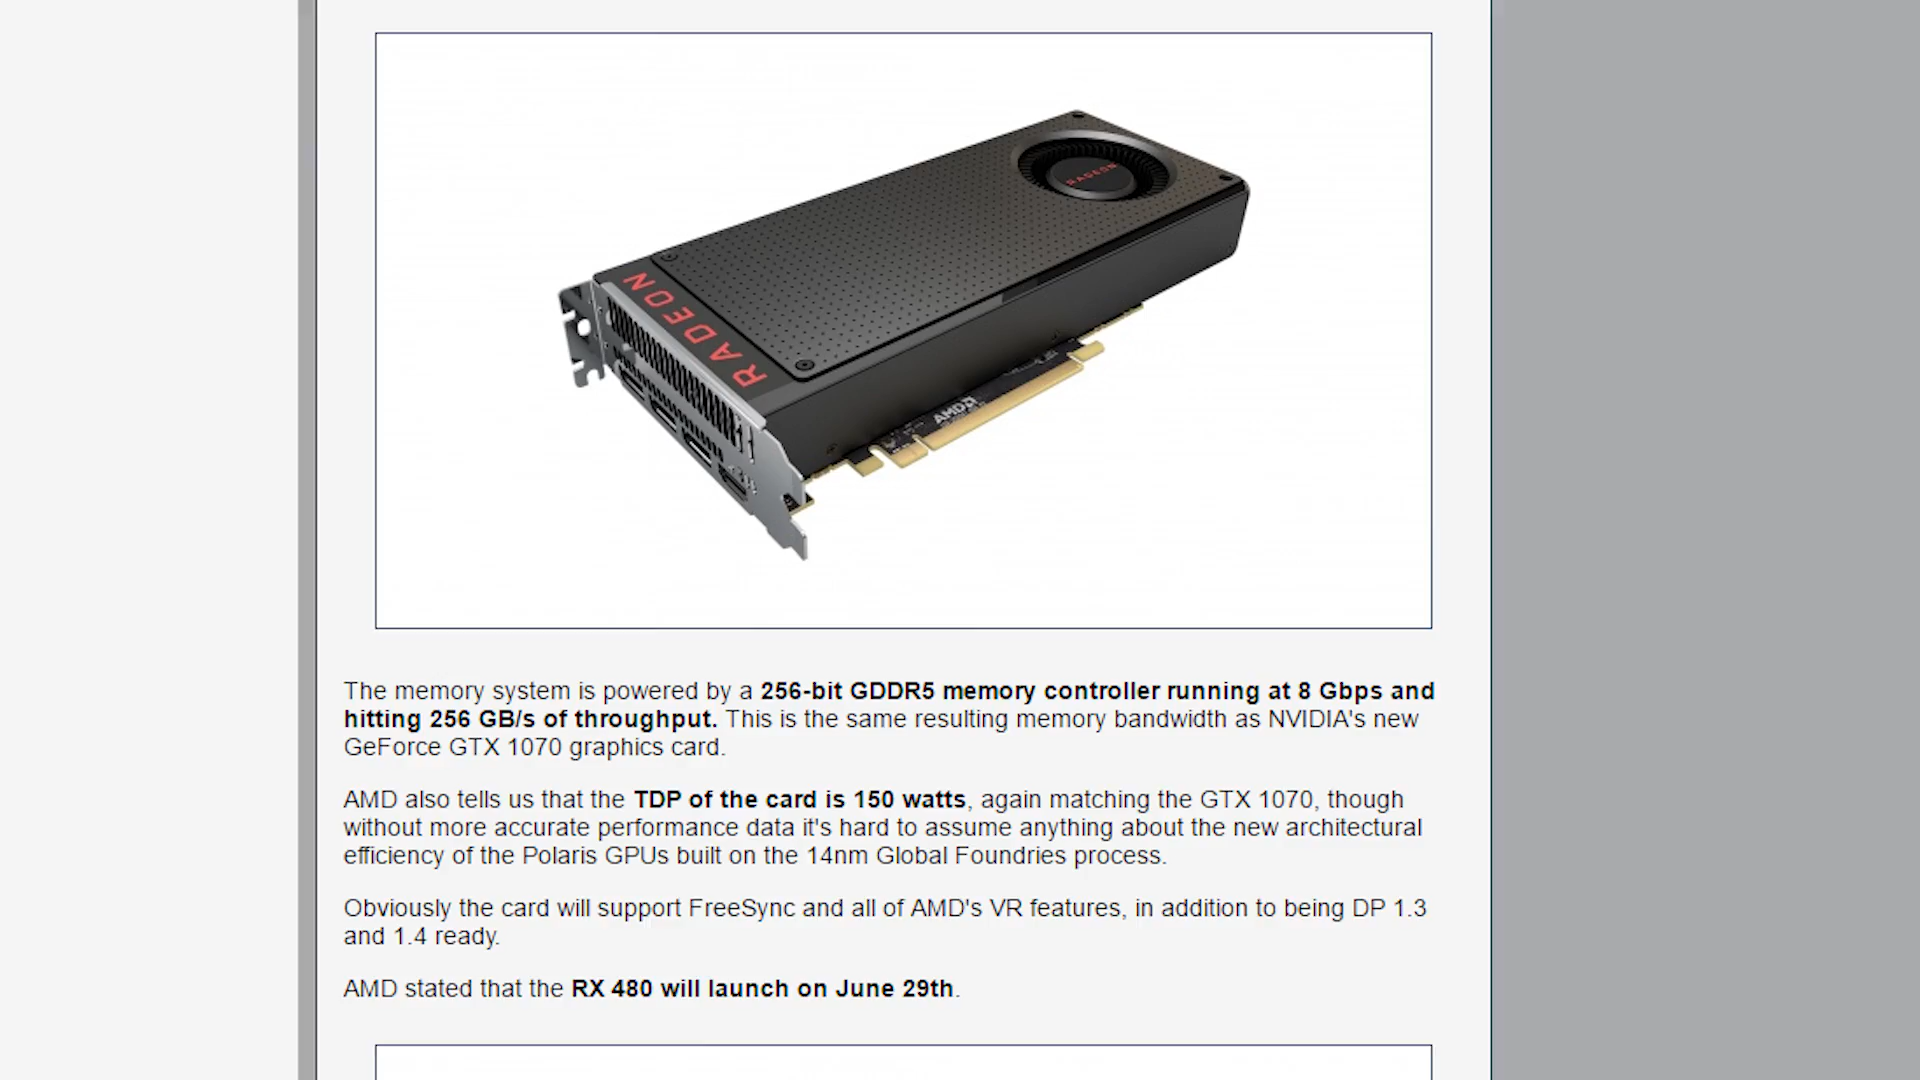 RADEON
RADEON
AMD
The memory system is powered by a 256-bit GDDR5 memory controller running at 8 Gbps and
hitting 256 GB/s of throughput. This is the same resulting memory bandwidth as NVIDIA's new
GeForce GTX 1070 graphics card.
AMD also tells us that the TDP of the card is 150 watts, again matching the GTX 1070, though
without more accurate performance data it's hard to assume anything about the new architectural
efficiency of the Polaris GPUs built on the 14nm Global Foundries process.
Obviously the card will support FreeSync and all of AMD's VR features, in addition to being DP 1.3
and 1.4 ready.
AMD stated that the RX 480 will launch on June 29th.